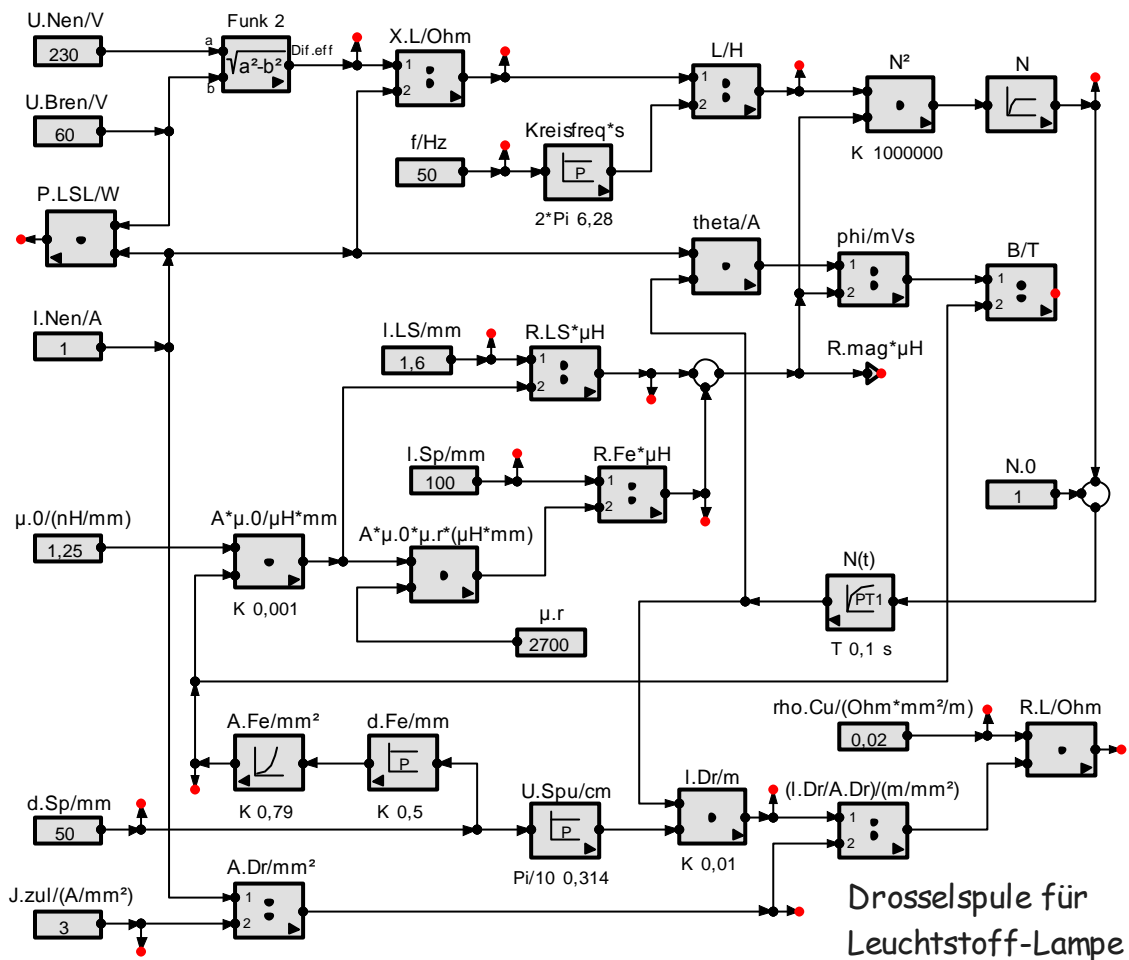 U.Nen/V
230
Funk 2
a
b
√a²-b²
Dif.eff
X.L/Ohm
1
2
L/H
1
2
N²
K 1000000
N
U.Bren/V
60
f/Hz
50
Kreisfreq*s
P
2*Pi 6,28
P.LSL/W
theta/A
phi/mVs
1
2
B/T
1
2
I.Nen/A
1
l.LS/mm
1,6
R.LS*µH
1
2
R.mag*µH
l.Sp/mm
100
R.Fe*µH
1
2
N.0
1
µ.0/(nH/mm)
1,25
A*µ.0/µH*mm
K 0,001
A*µ.0*µ.r*(µH*mm)
µ.r
2700
N(t)
PT1
T 0,1 s
A.Fe/mm²
K 0,79
d.Fe/mm
P
K 0,5
rho.Cu/(Ohm*mm²/m)
0,02
R.L/Ohm
d.Sp/mm
50
U.Spu/cm
P
Pi/10 0,314
l.Dr/m
K 0,01
(l.Dr/A.Dr)/(m/mm²)
1
2
J.zul/(A/mm²)
3
A.Dr/mm²
1
2
Drosselspule für
Leuchtstoff-Lampe